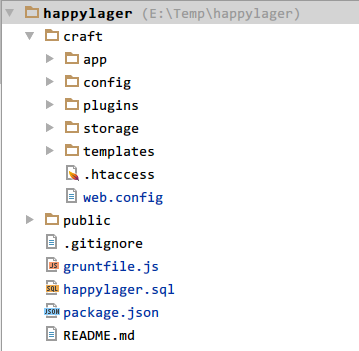 happylager (E:\Temp\happylager)
craft
app
config
plugins
storage
templates
.htaccess
web.config
public
.gitignore
JS gruntfile.js
SQL happylager.sql
JSON package.json
README.md